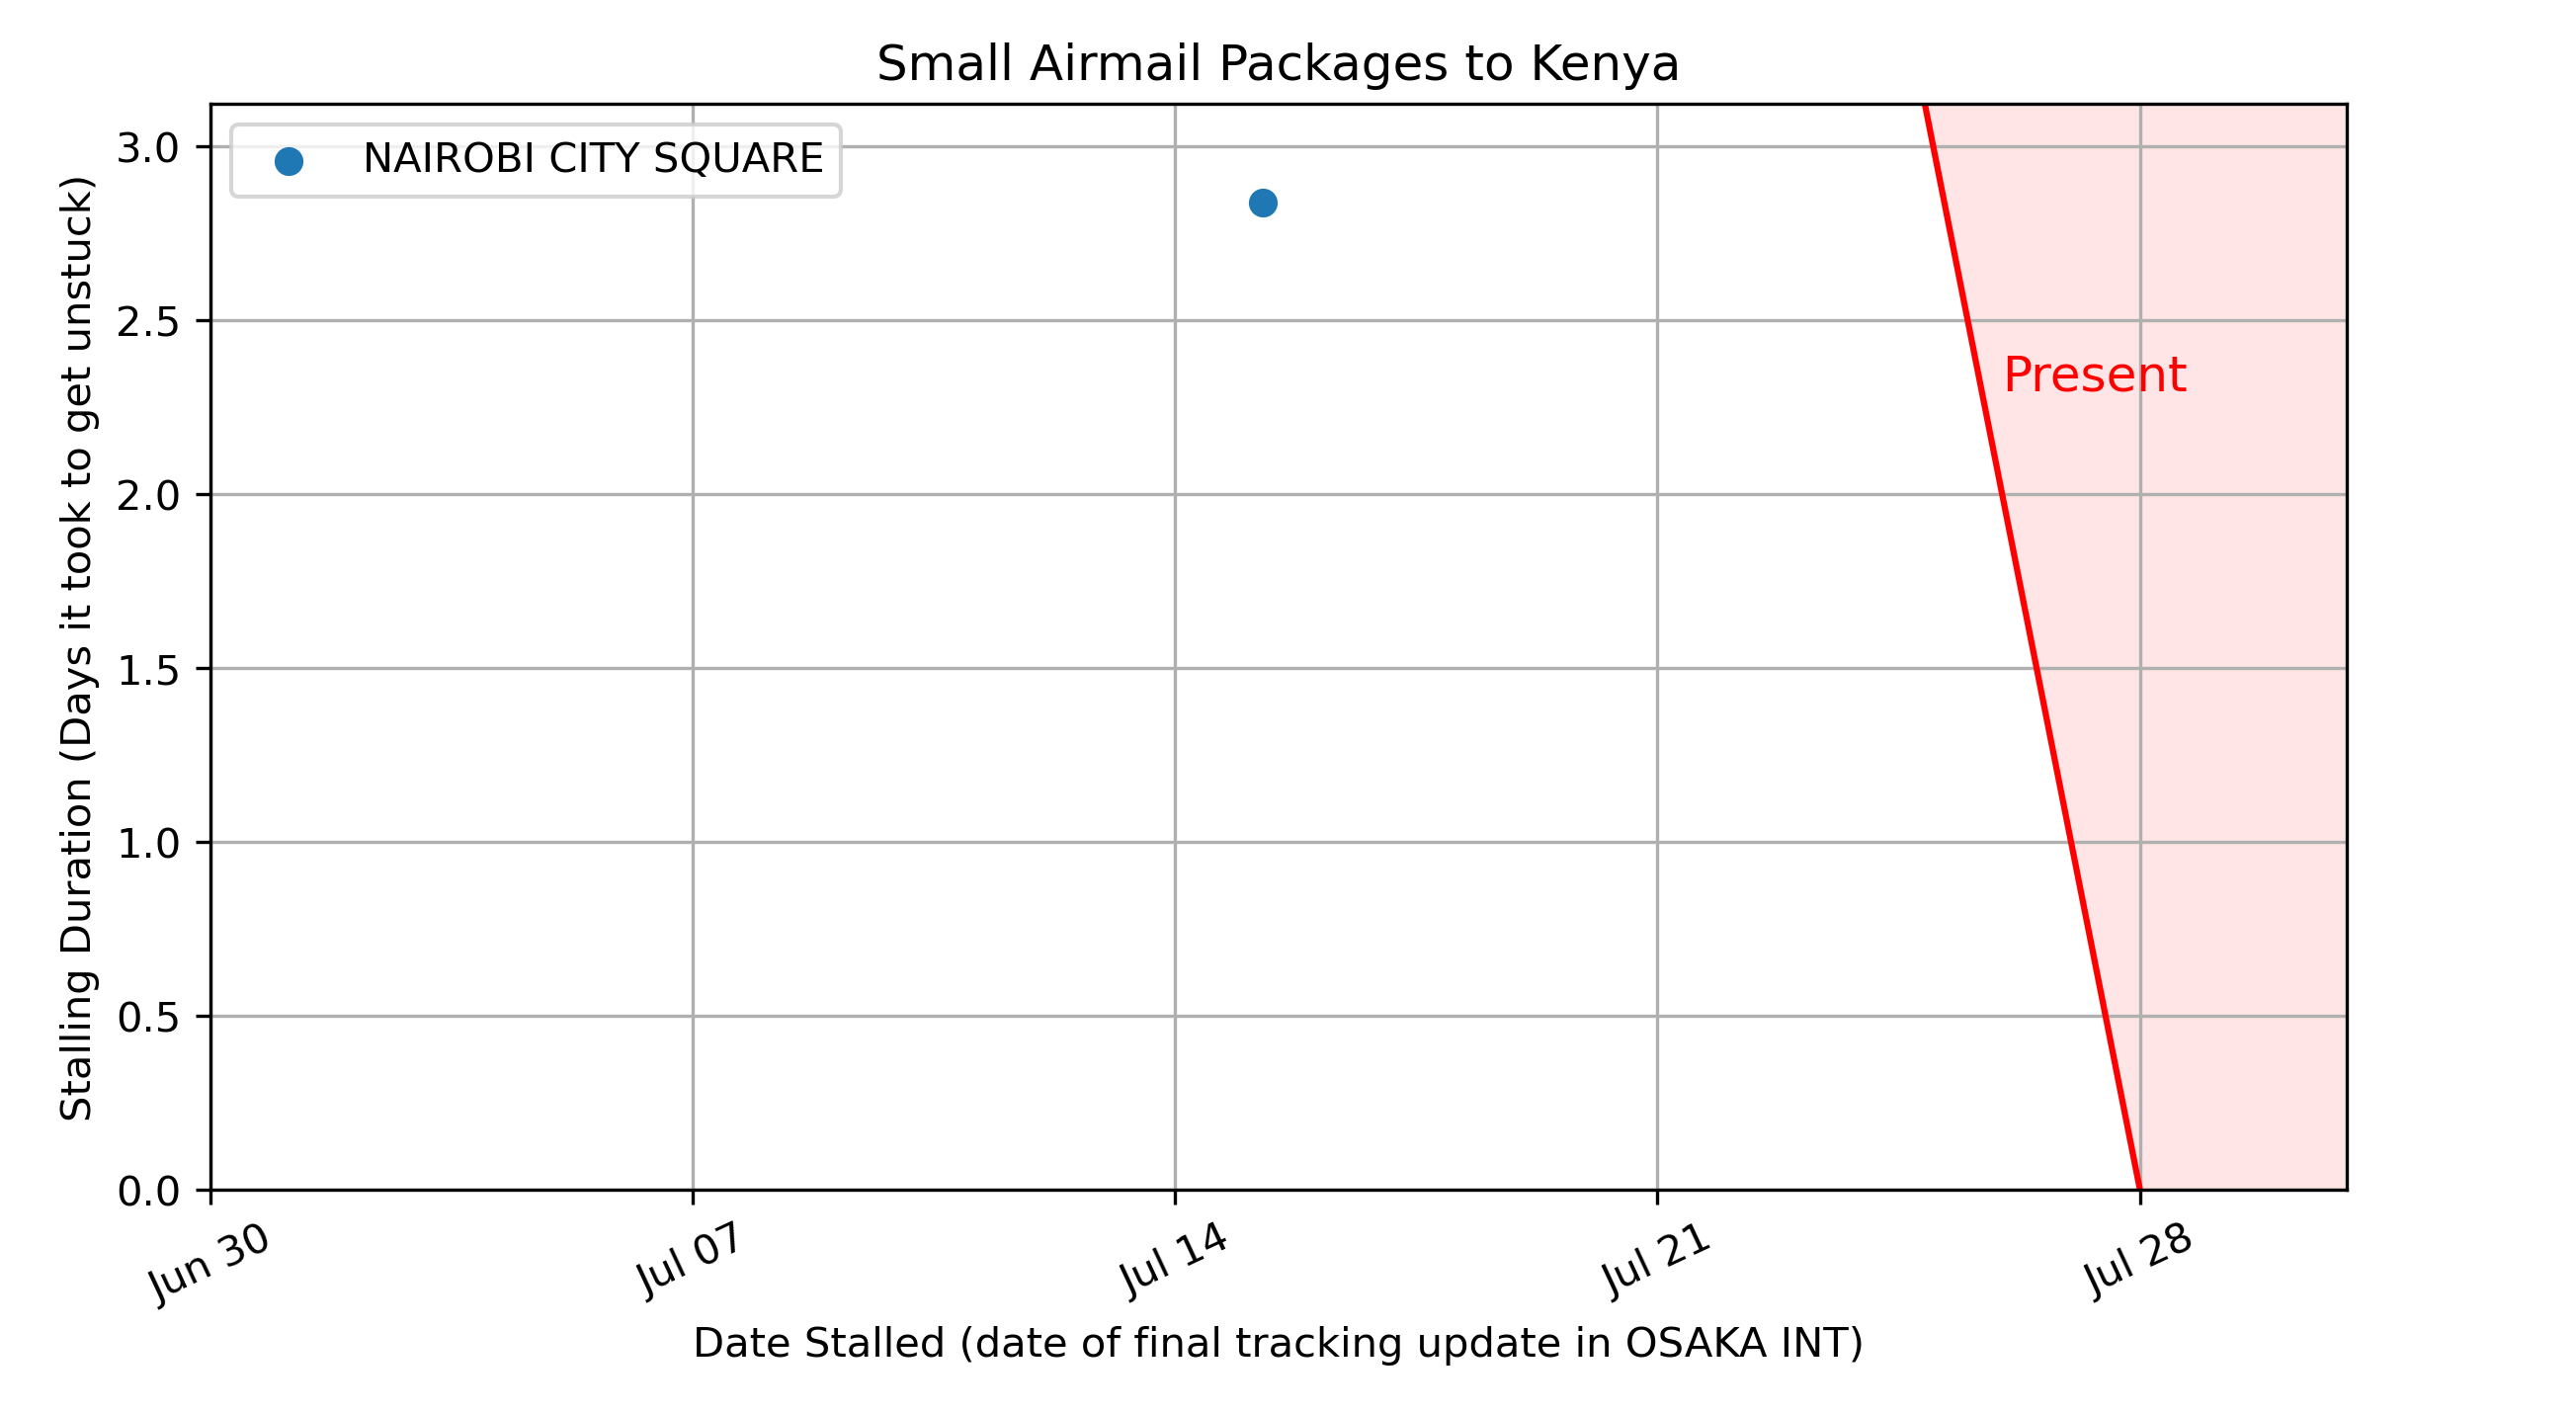 Small Airmail Packages to Kenya
NAIROBI CITY SQUARE
Present
Stalling Duration (Days it took to get unstuck)
3.0
2.5
2.0
1.5
1.0
0.5
0.0
Jun 30
Jul 07
Jul 14
Jul 21
Jul 28
Date Stalled (date of final tracking update in OSAKA INT)